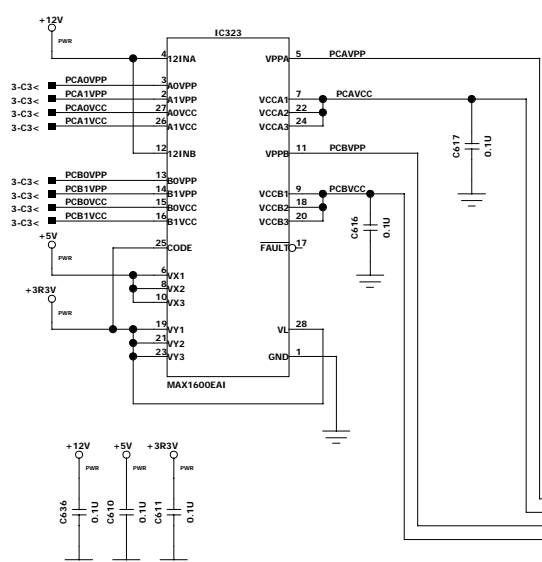 +12V
PWR
IC323
4 12INA VPPA 5 PCAVPP
3-C3< PCA0VPP 3 A0VPP
3-C3< PCA1VPP 2 A1VPP VCCA1 7 PCAVCC
3-C3< PCA0VCC 27 A0VCC VCCA2 22
3-C3< PCA1VCC 26 A1VCC VCCA3 24
C617 0.1U
12 12INB VPPB 11 PCBVPP
3-C3< PCB0VPP 13 B0VPP
3-C3< PCB1VPP 14 B1VPP VCCB1 9 PCBVCC
3-C3< PCB0VCC 15 B0VCC VCCB2 18
3-C3< PCB1VCC 16 B1VCC VCCB3 20
C616 0.1U
+5V
PWR
25 CODE FAULT 17
6 VX1
8 VX2
10 VX3
+3R3V
PWR
19 VY1 VL 28
21 VY2
23 VY3 GND 1
MAX1600EAI
+12V +5V +3R3V
PWR PWR PWR
C636 0.1U C610 0.1U C611 0.1U